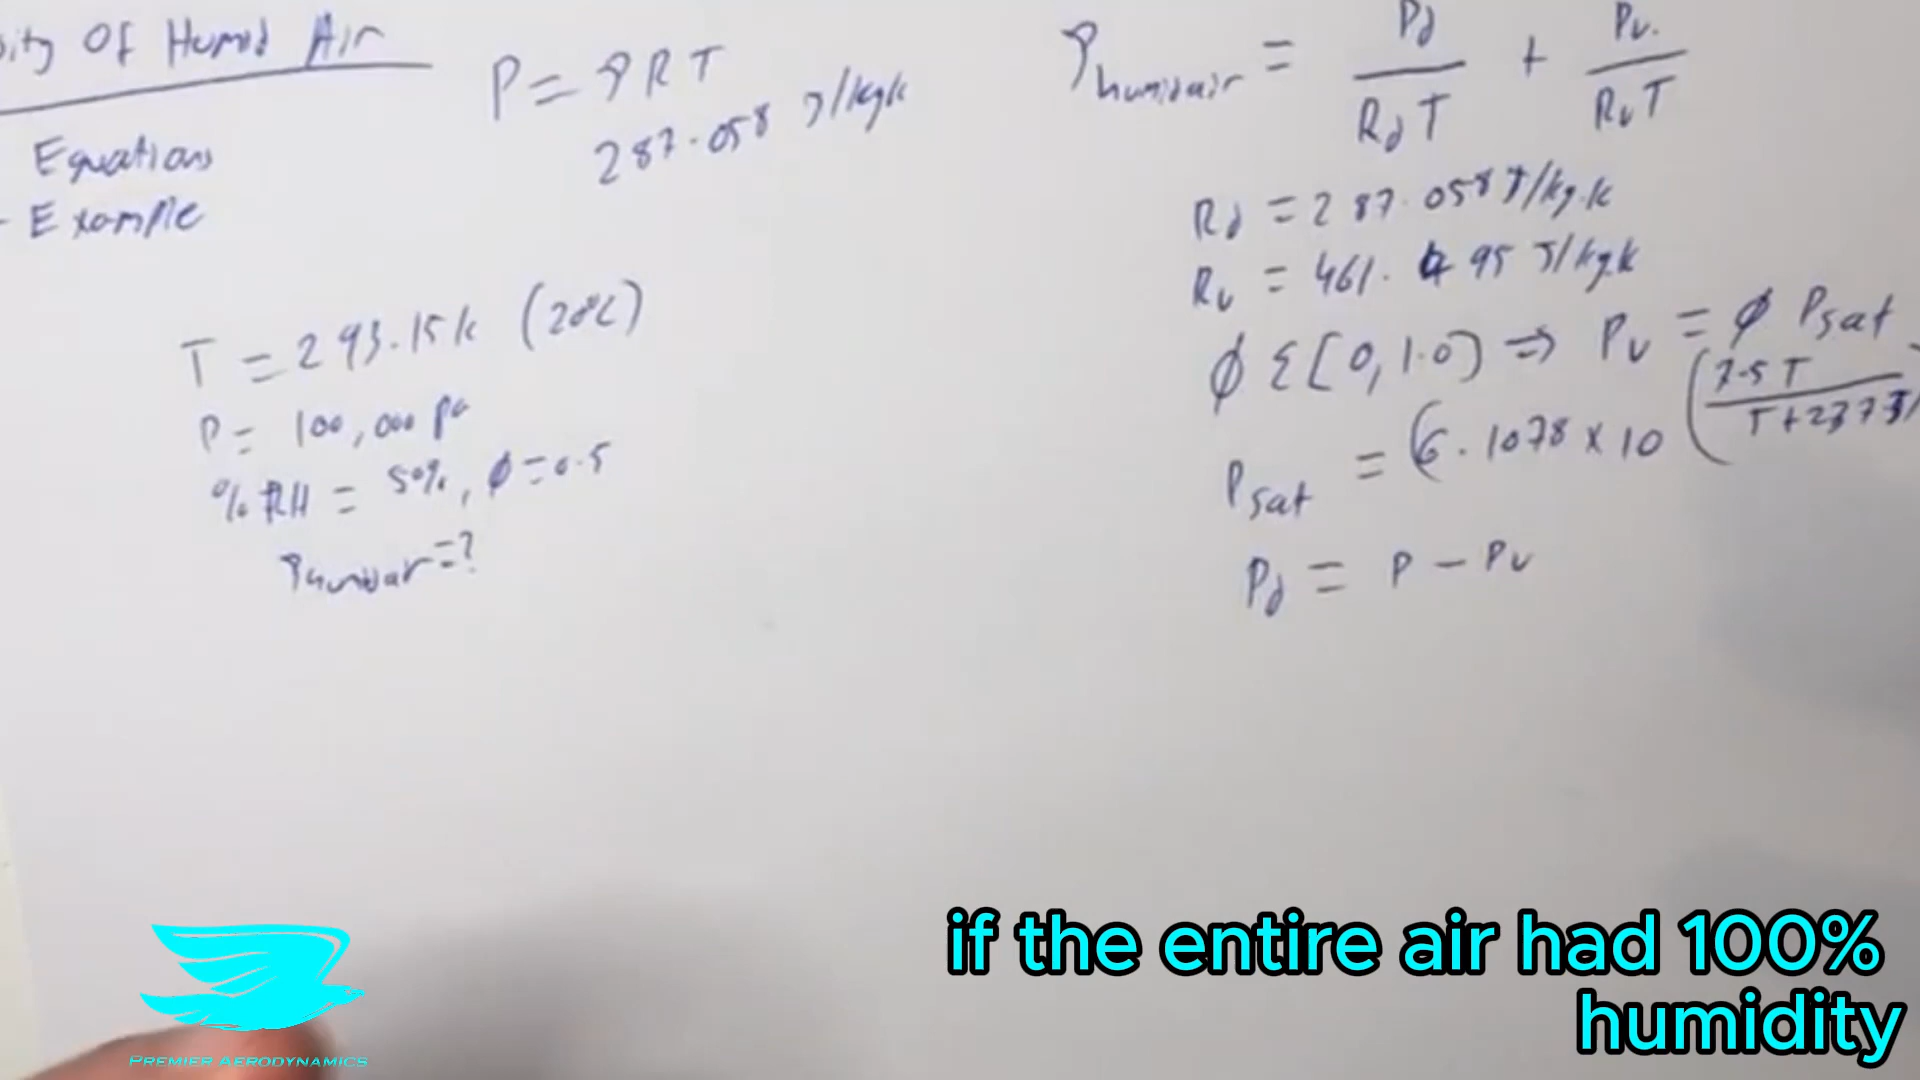 ity Of Humid Air
Equations
- Example
P = ρRT
287.058 J/kgK
T = 293.15K (20°C)
P = 100,000 Pa
% RH = 50%, φ = 0.5
ρhumidair = ?
ρhumidair = Pd/RdT + Pv/RvT
Rd = 287.058 J/kg.K
Rv = 461.495 J/kg.K
φ ε [0,1.0] ⇒ Pv = φ Psat
Psat = (6.1078 × 10 (7.5T / T+237.3)
Pd = P - Pv
if the entire air had 100%
humidity
PREMIER AERODYNAMICS